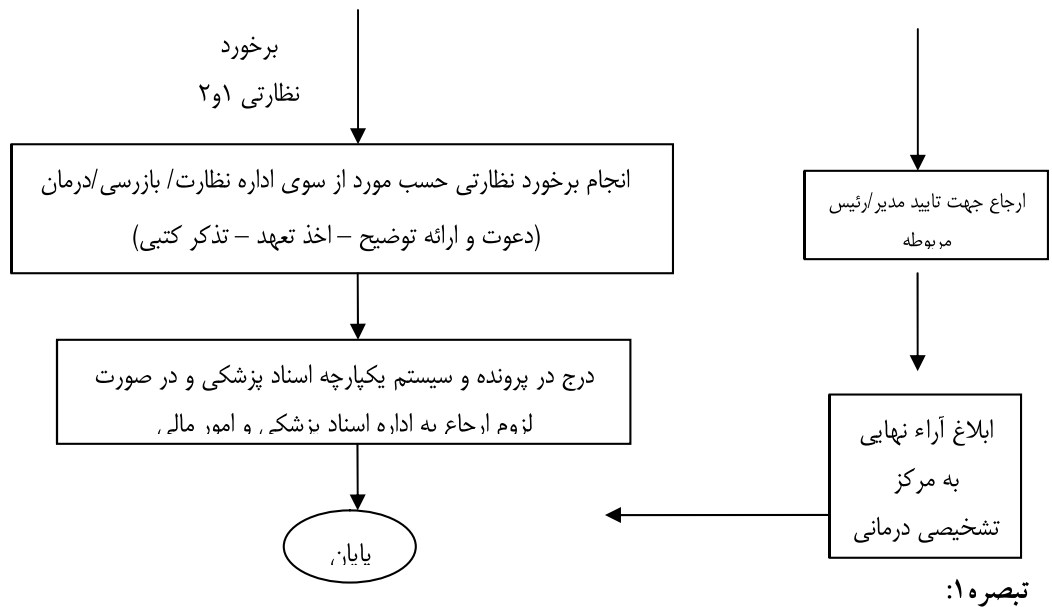 برخورد
نظارتی ۱و۲
انجام برخورد نظارتی حسب مورد از سوی اداره نظارت/ بازرسی/درمان
(دعوت و ارائه توضیح – اخذ تعهد – تذکر کتبی)
ارجاع جهت تایید مدیر/رئیس
مربوطه
درج در پرونده و سیستم یکپارچه اسناد پزشکی و در صورت
لزوم ارجاع به اداره اسناد پزشکی و امور مالی
ابلاغ آراء نهایی
به مرکز
تشخیصی درمانی
پایان
تبصره۱: